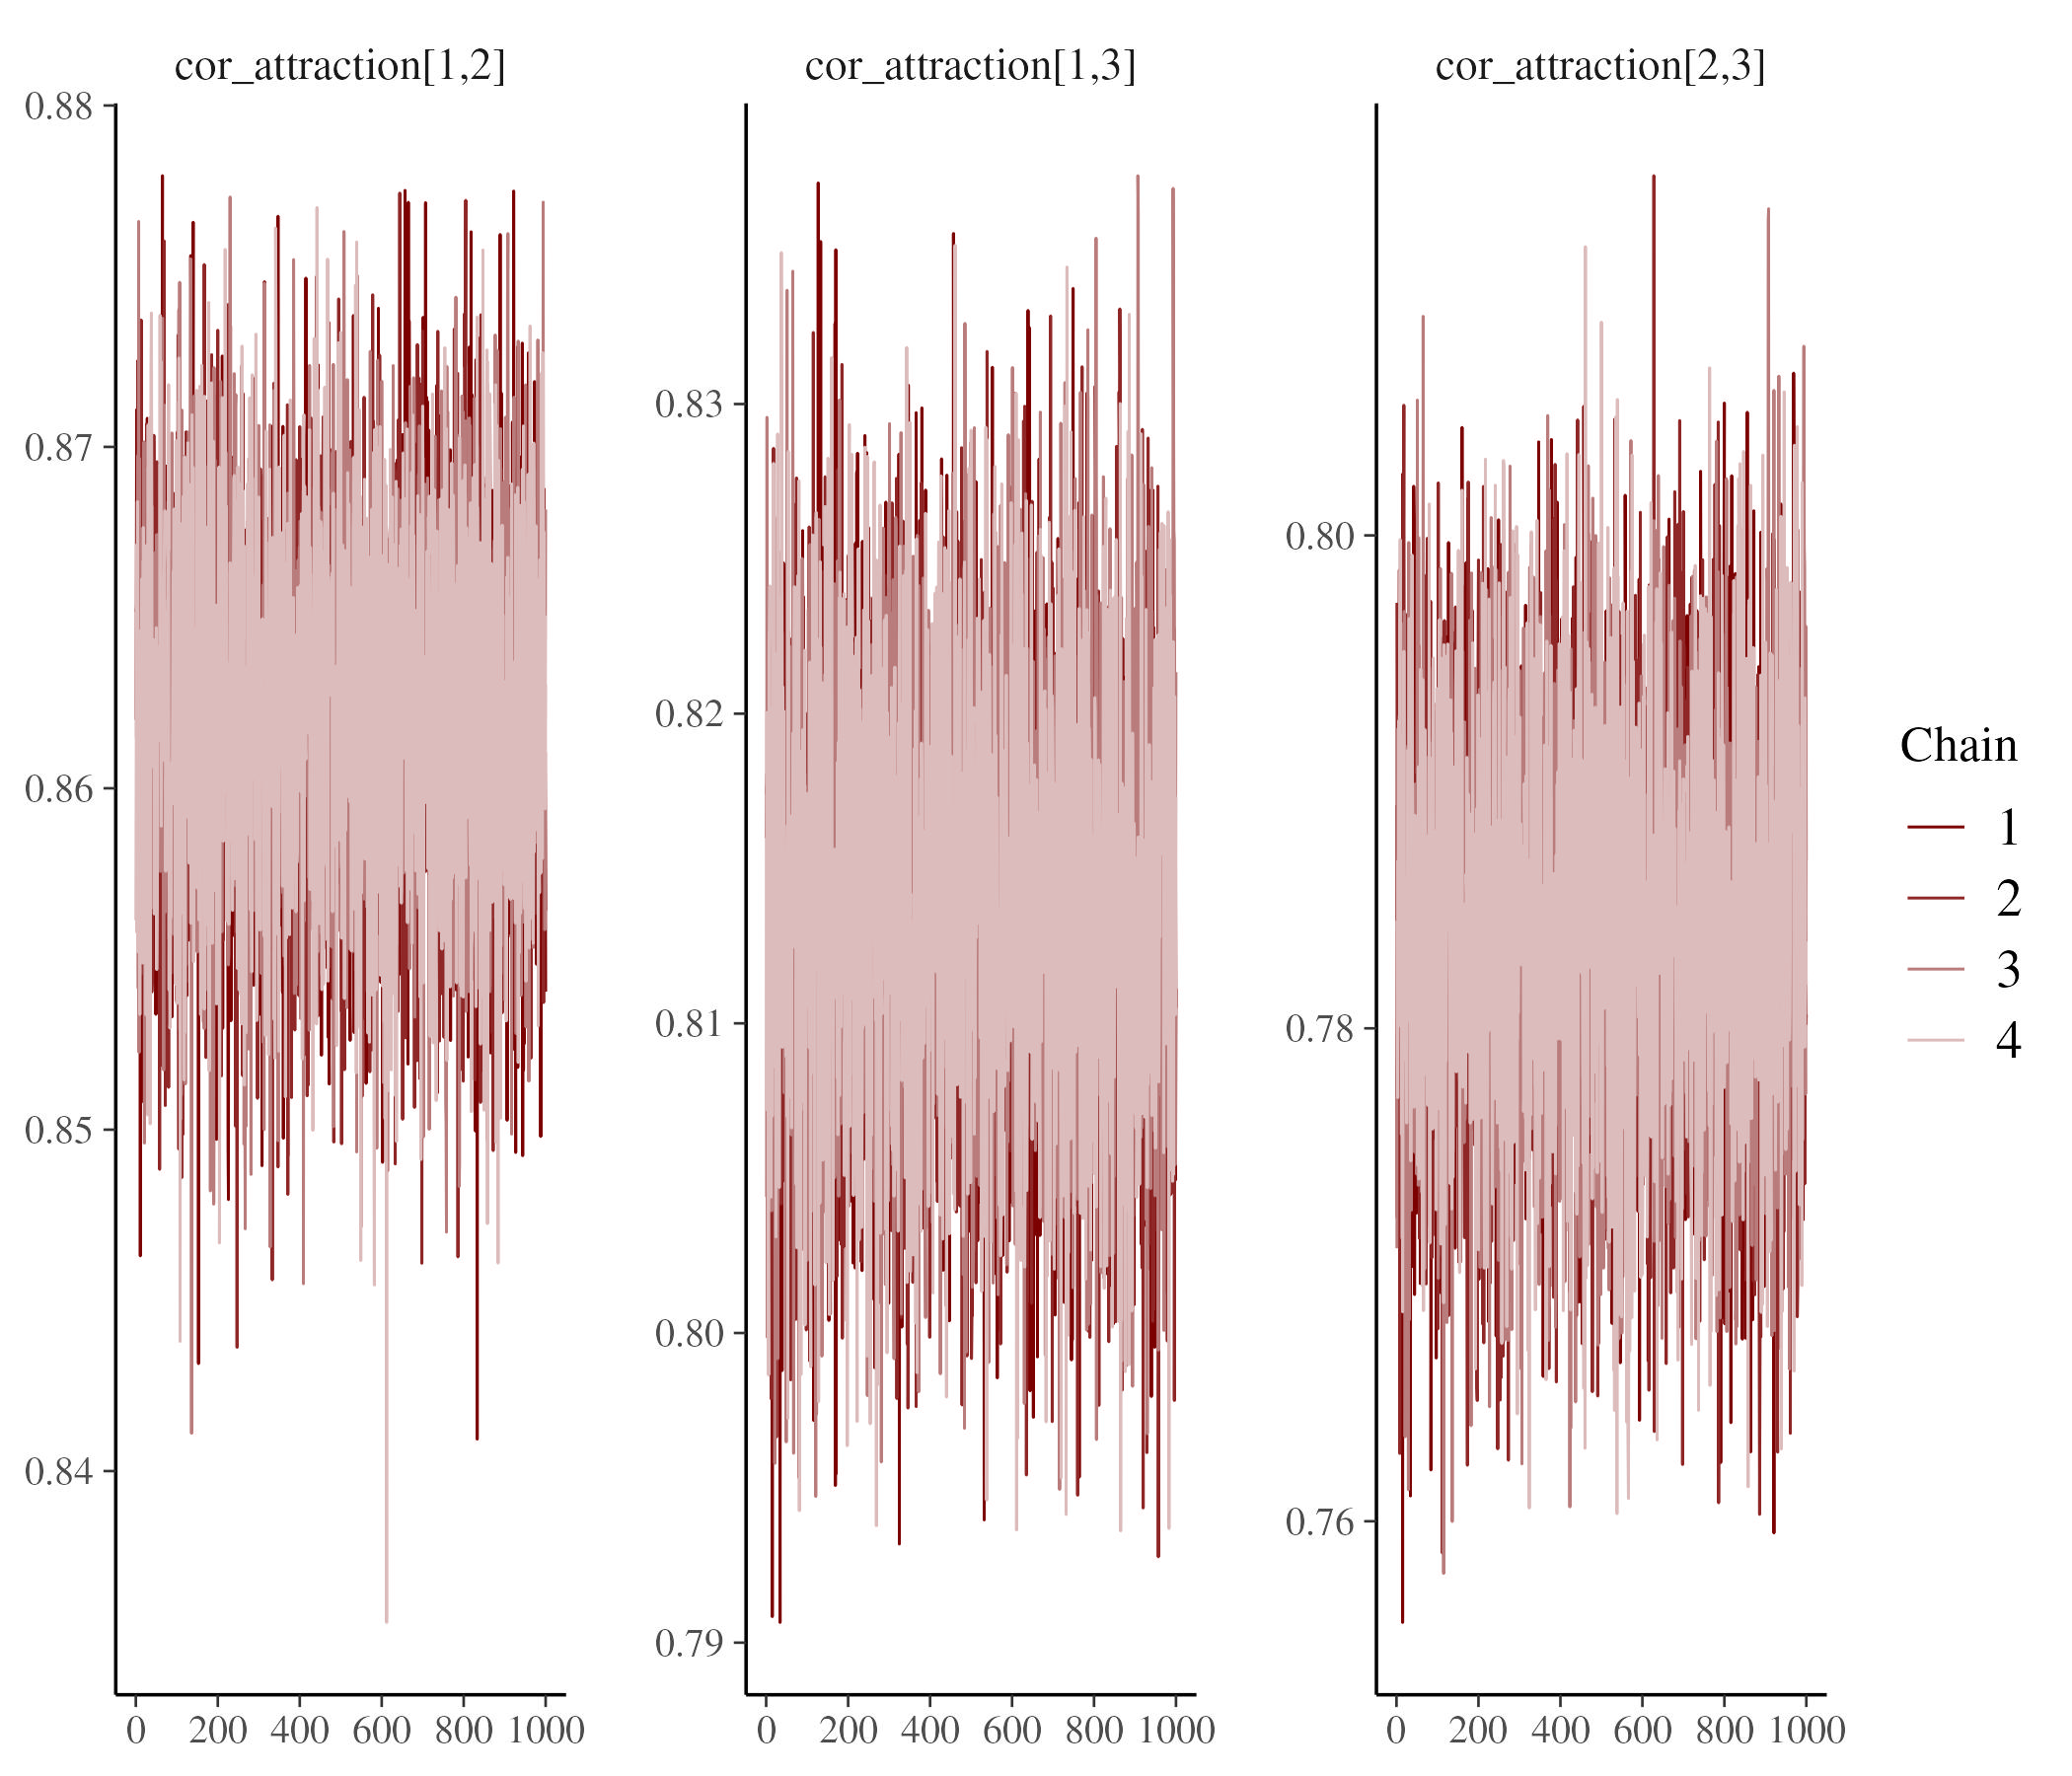 cor_attraction[1,2]
0.88
0.87
0.86
0.85
0.84
0 200 400 600 800 1000
cor_attraction[1,3]
0.83
0.82
0.81
0.80
0.79
0 200 400 600 800 1000
cor_attraction[2,3]
0.80
0.78
0.76
0 200 400 600 800 1000
Chain
1
2
3
4